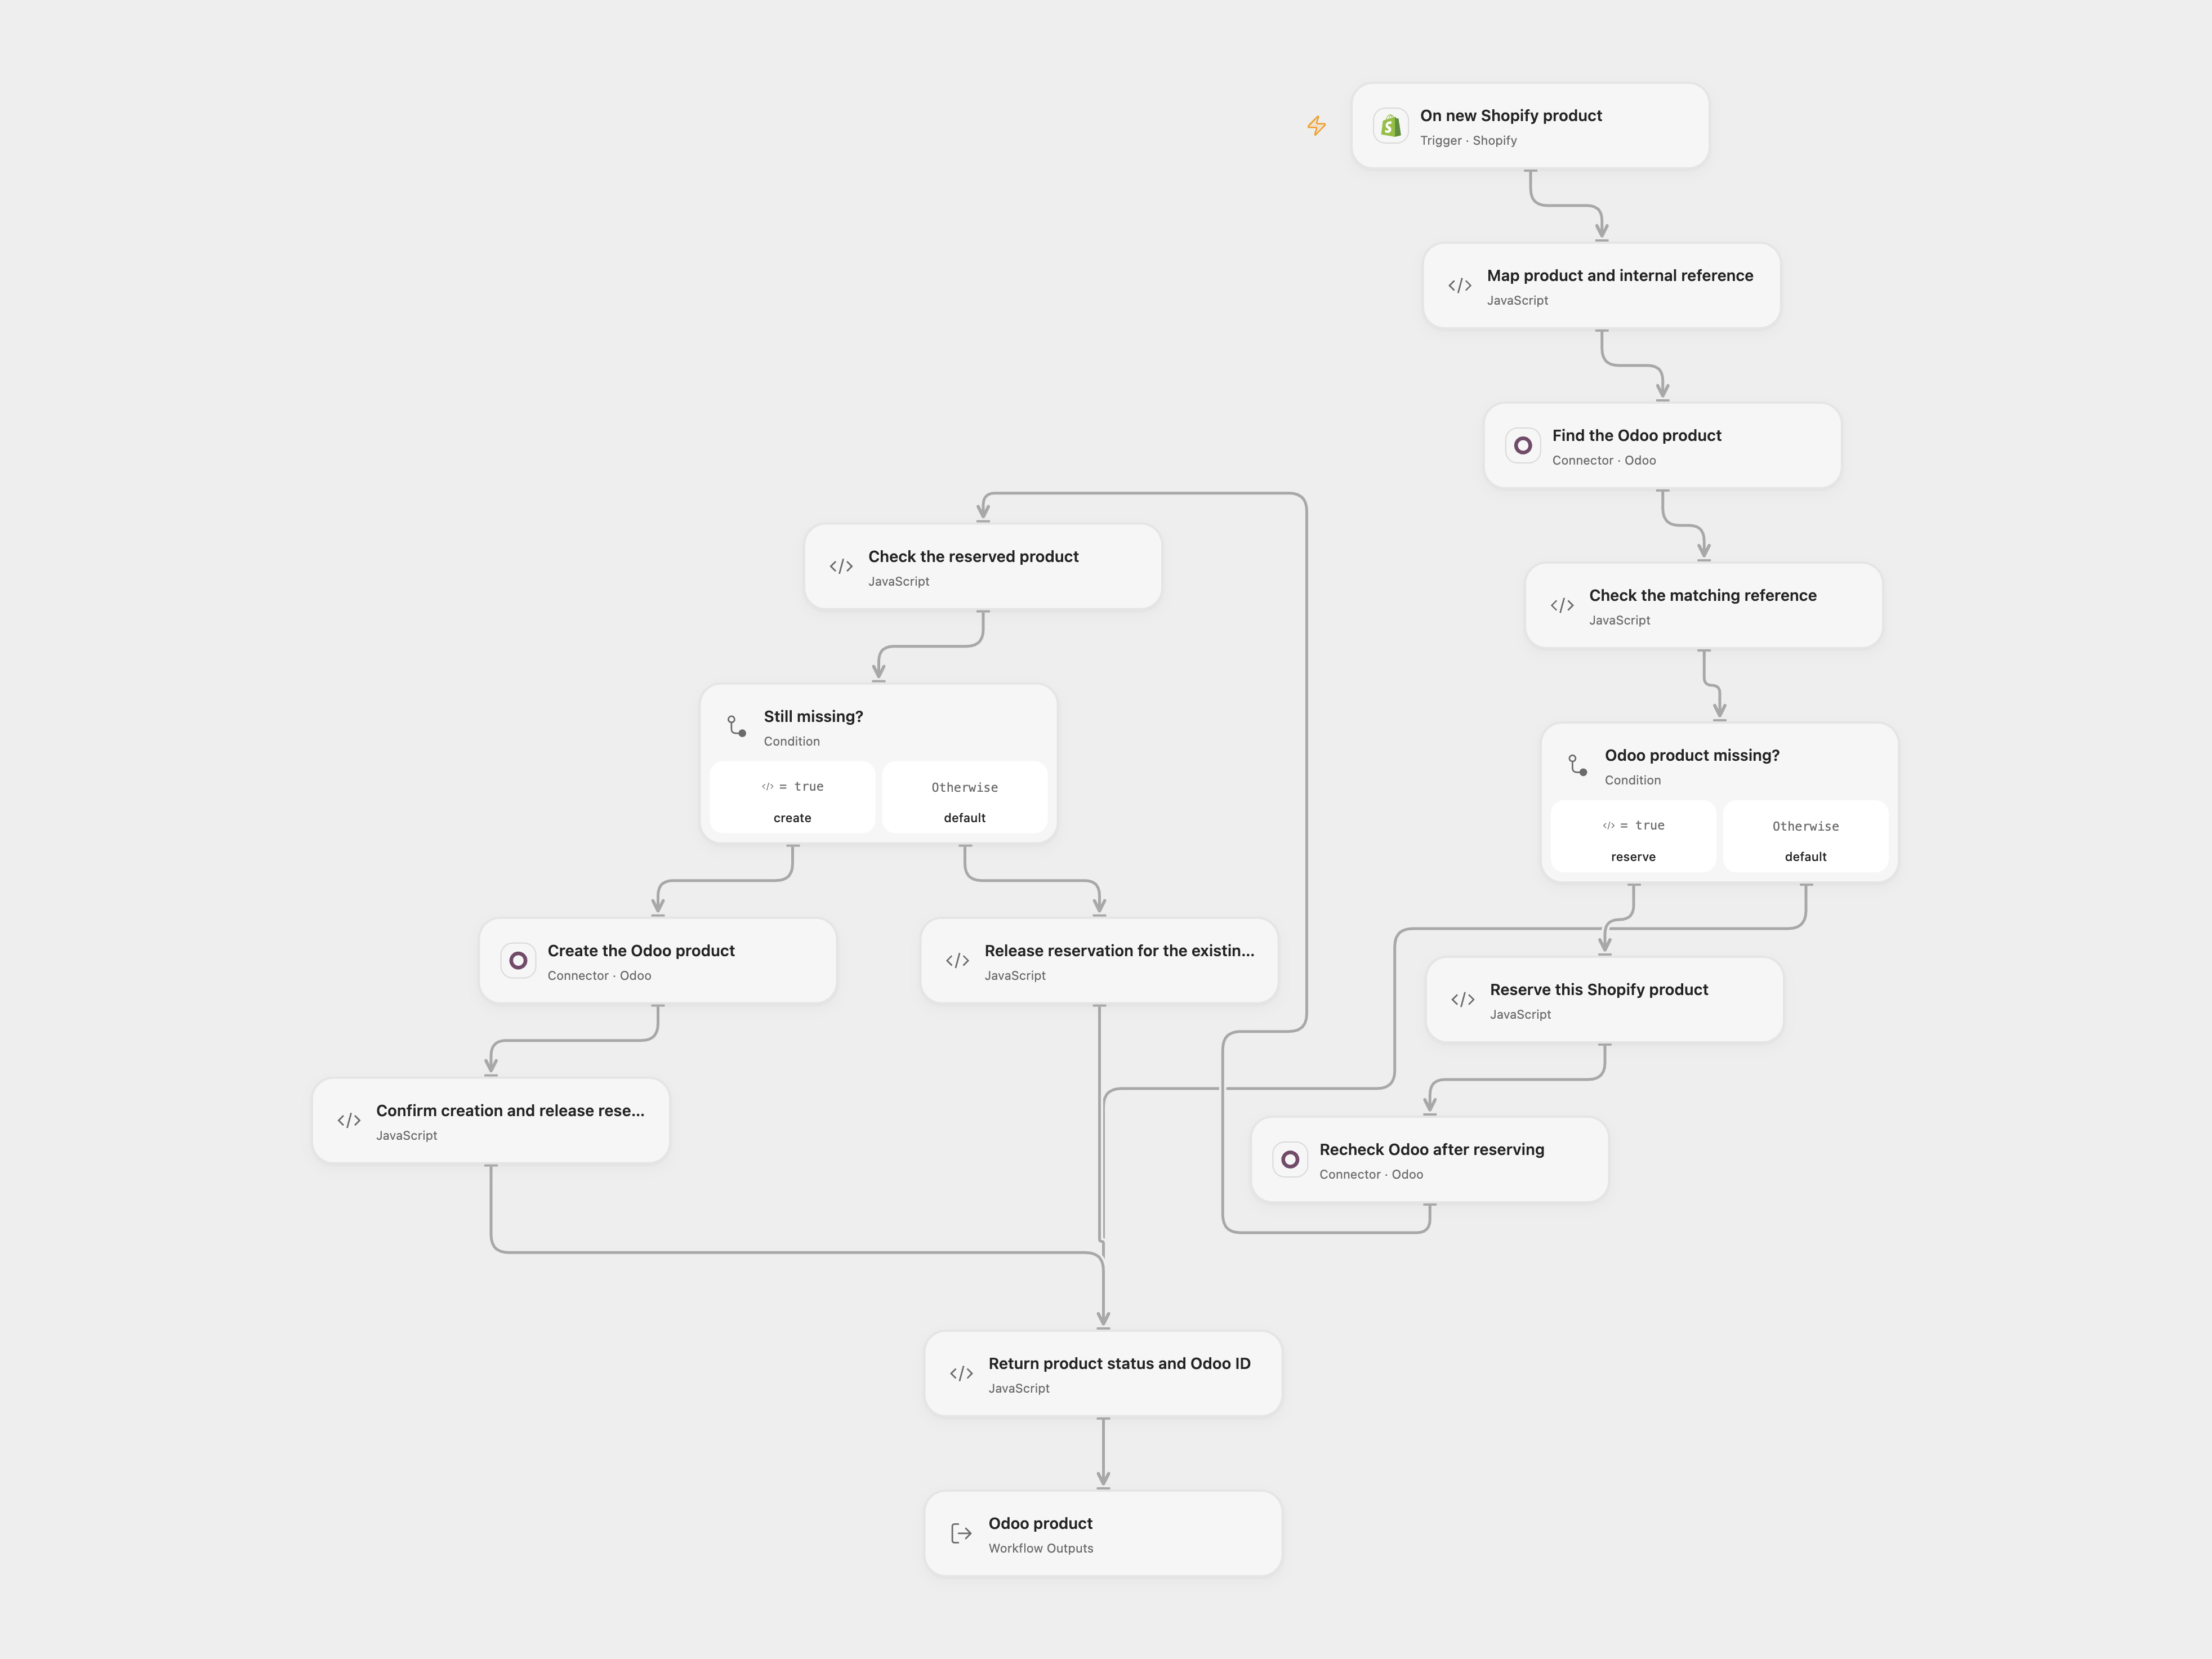 On new Shopify product
Trigger · Shopify
Map product and internal reference
JavaScript
Find the Odoo product
Connector · Odoo
Check the matching reference
JavaScript
Odoo product missing?
Condition
</> = true
reserve
Otherwise
default
Reserve this Shopify product
JavaScript
Recheck Odoo after reserving
Connector · Odoo
Check the reserved product
JavaScript
Still missing?
Condition
</> = true
create
Otherwise
default
Create the Odoo product
Connector · Odoo
Release reservation for the existin...
JavaScript
Confirm creation and release rese...
JavaScript
Return product status and Odoo ID
JavaScript
Odoo product
Workflow Outputs